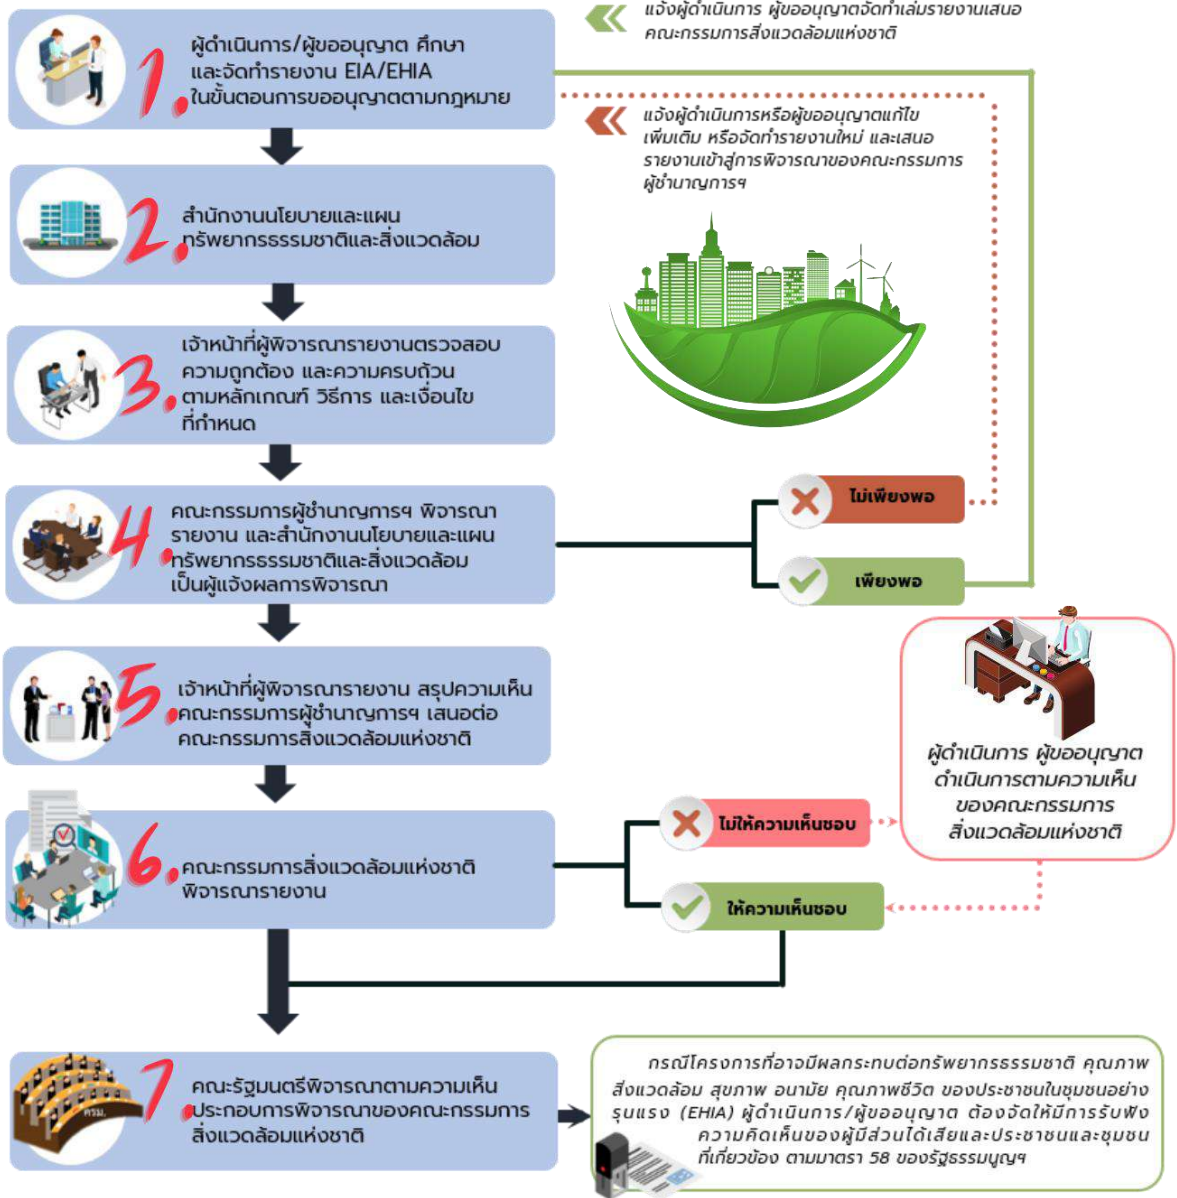 แจ้งผู้ดำเนินการ ผู้ขออนุญาตจัดทำเล่มรายงานเสนอ
คณะกรรมการสิ่งแวดล้อมแห่งชาติ
1.
ผู้ดำเนินการ/ผู้ขออนุญาต ศึกษา
และจัดทำรายงาน EIA/EHIA
ในขั้นตอนการขออนุญาตตามกฎหมาย
แจ้งผู้ดำเนินการหรือผู้ขออนุญาตแก้ไข
เพิ่มเติม หรือจัดทำรายงานใหม่ และเสนอ
รายงานเข้าสู่การพิจารณาของคณะกรรมการ
ผู้ชำนาญการฯ
2.
สำนักงานนโยบายและแผน
ทรัพยากรธรรมชาติและสิ่งแวดล้อม
3.
เจ้าหน้าที่ผู้พิจารณารายงานตรวจสอบ
ความถูกต้อง และความครบถ้วน
ตามหลักเกณฑ์ วิธีการ และเงื่อนไข
ที่กำหนด
4.
คณะกรรมการผู้ชำนาญการฯ พิจารณา
รายงาน และสำนักงานนโยบายและแผน
ทรัพยากรธรรมชาติและสิ่งแวดล้อม
เป็นผู้แจ้งผลการพิจารณา
ไม่เพียงพอ
เพียงพอ
5.
เจ้าหน้าที่ผู้พิจารณารายงาน สรุปความเห็น
คณะกรรมการผู้ชำนาญการฯ เสนอต่อ
คณะกรรมการสิ่งแวดล้อมแห่งชาติ
ผู้ดำเนินการ ผู้ขออนุญาต
ดำเนินการตามความเห็น
ของคณะกรรมการ
สิ่งแวดล้อมแห่งชาติ
6.
คณะกรรมการสิ่งแวดล้อมแห่งชาติ
พิจารณารายงาน
ไม่ให้ความเห็นชอบ
ให้ความเห็นชอบ
ครม.
7.
คณะรัฐมนตรีพิจารณาตามความเห็น
ประกอบการพิจารณาของคณะกรรมการ
สิ่งแวดล้อมแห่งชาติ
กรณีโครงการที่อาจมีผลกระทบต่อทรัพยากรธรรมชาติ คุณภาพ
สิ่งแวดล้อม สุขภาพ อนามัย คุณภาพชีวิต ของประชาชนในชุมชนอย่าง
รุนแรง (EHIA) ผู้ดำเนินการ/ผู้ขออนุญาต ต้องจัดให้มีการรับฟัง
ความคิดเห็นของผู้มีส่วนได้เสียและประชาชนและชุมชน
ที่เกี่ยวข้อง ตามมาตรา 58 ของรัฐธรรมนูญฯ